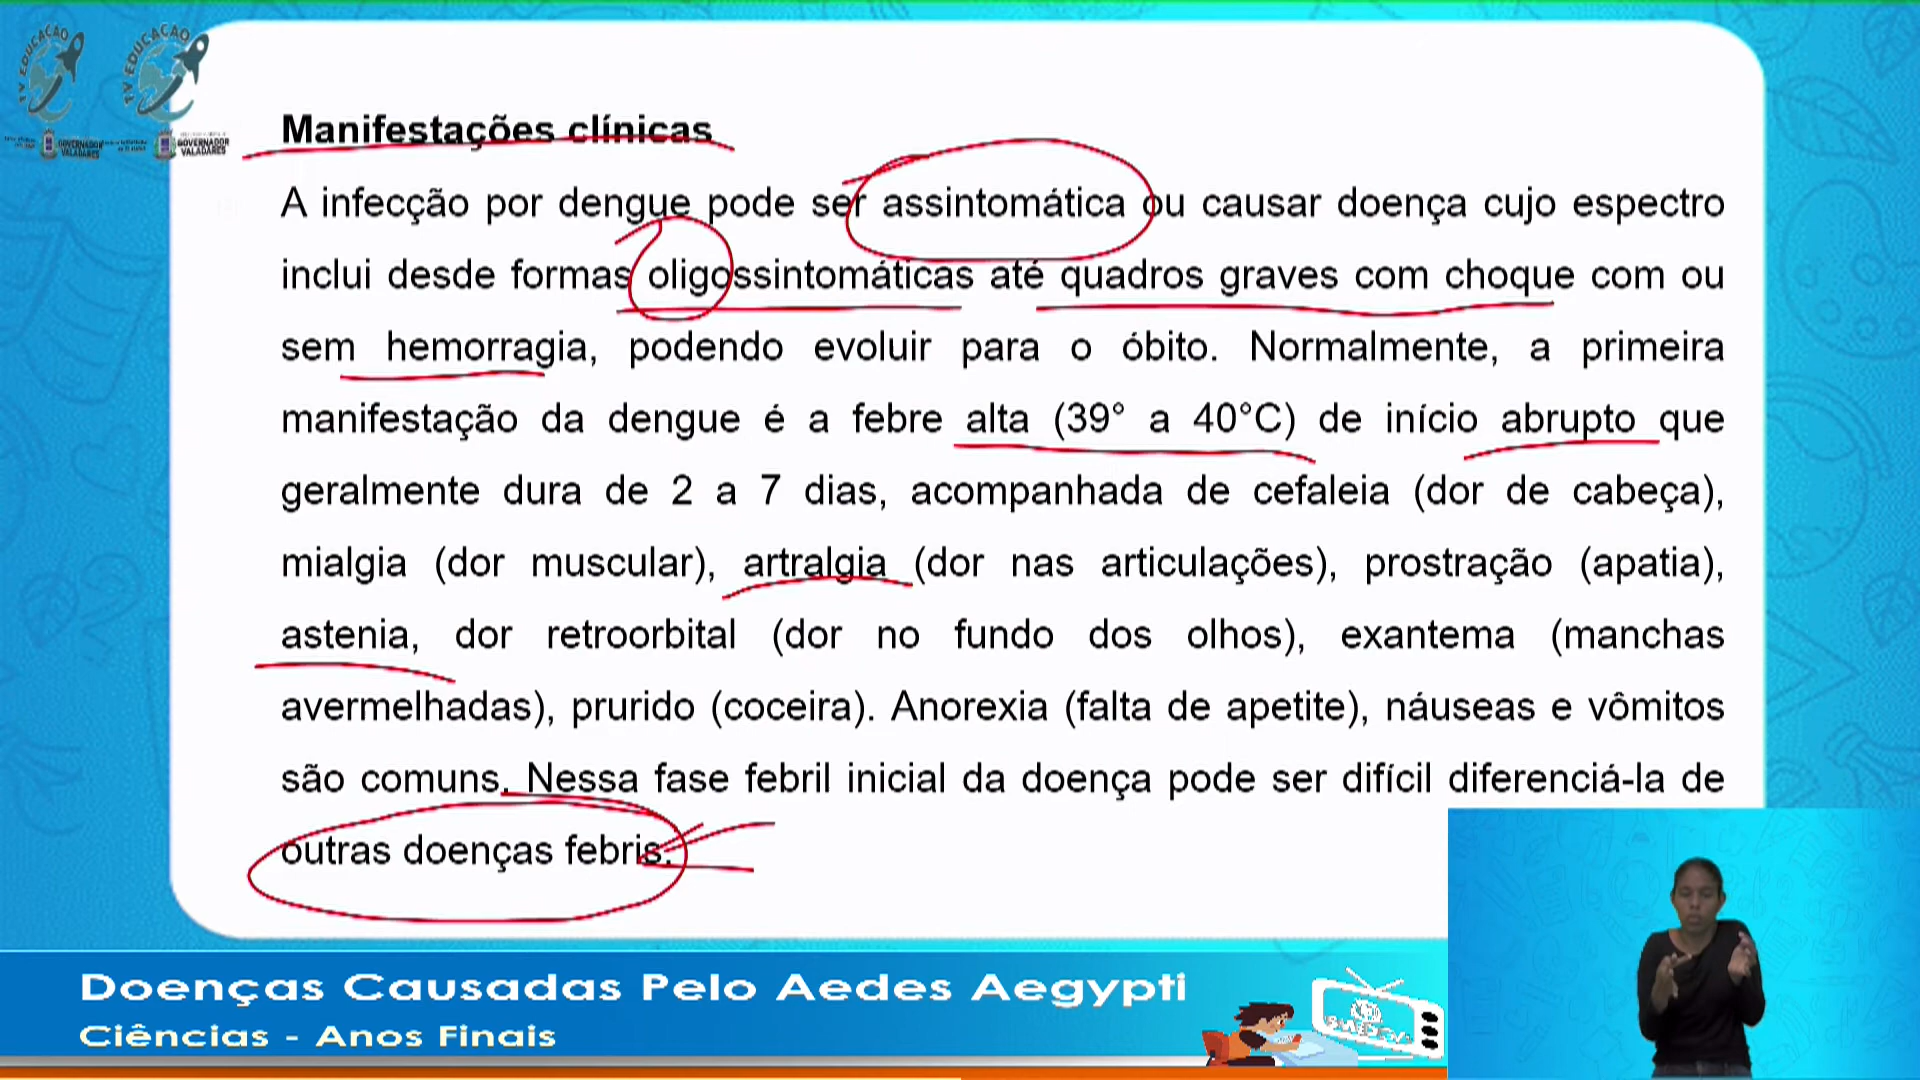 TV EDUCAÇÃO
TV EDUCAÇÃO
GOVERNADOR
VALADARES
GOVERNADOR
VALADARES
Manifestações clínicas
A infecção por dengue pode ser assintomática ou causar doença cujo espectro
inclui desde formas oligossintomáticas até quadros graves com choque com ou
sem hemorragia, podendo evoluir para o óbito. Normalmente, a primeira
manifestação da dengue é a febre alta (39° a 40°C) de início abrupto que
geralmente dura de 2 a 7 dias, acompanhada de cefaleia (dor de cabeça),
mialgia (dor muscular), artralgia (dor nas articulações), prostração (apatia),
astenia, dor retroorbital (dor no fundo dos olhos), exantema (manchas
avermelhadas), prurido (coceira). Anorexia (falta de apetite), náuseas e vômitos
são comuns. Nessa fase febril inicial da doença pode ser difícil diferenciá-la de
outras doenças febris.
Doenças Causadas Pelo Aedes Aegypti
Ciências - Anos Finais